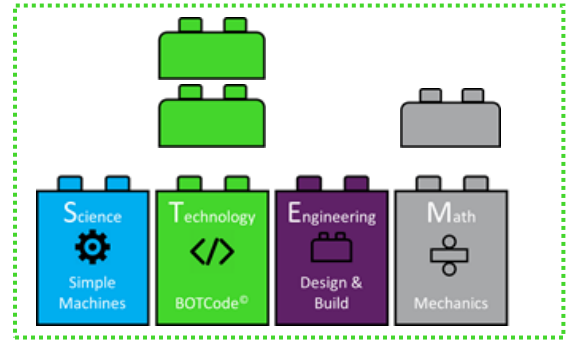 Science
Simple
Machines
Technology
</>
BOTCode©
Engineering
Design &
Build
Math
Mechanics